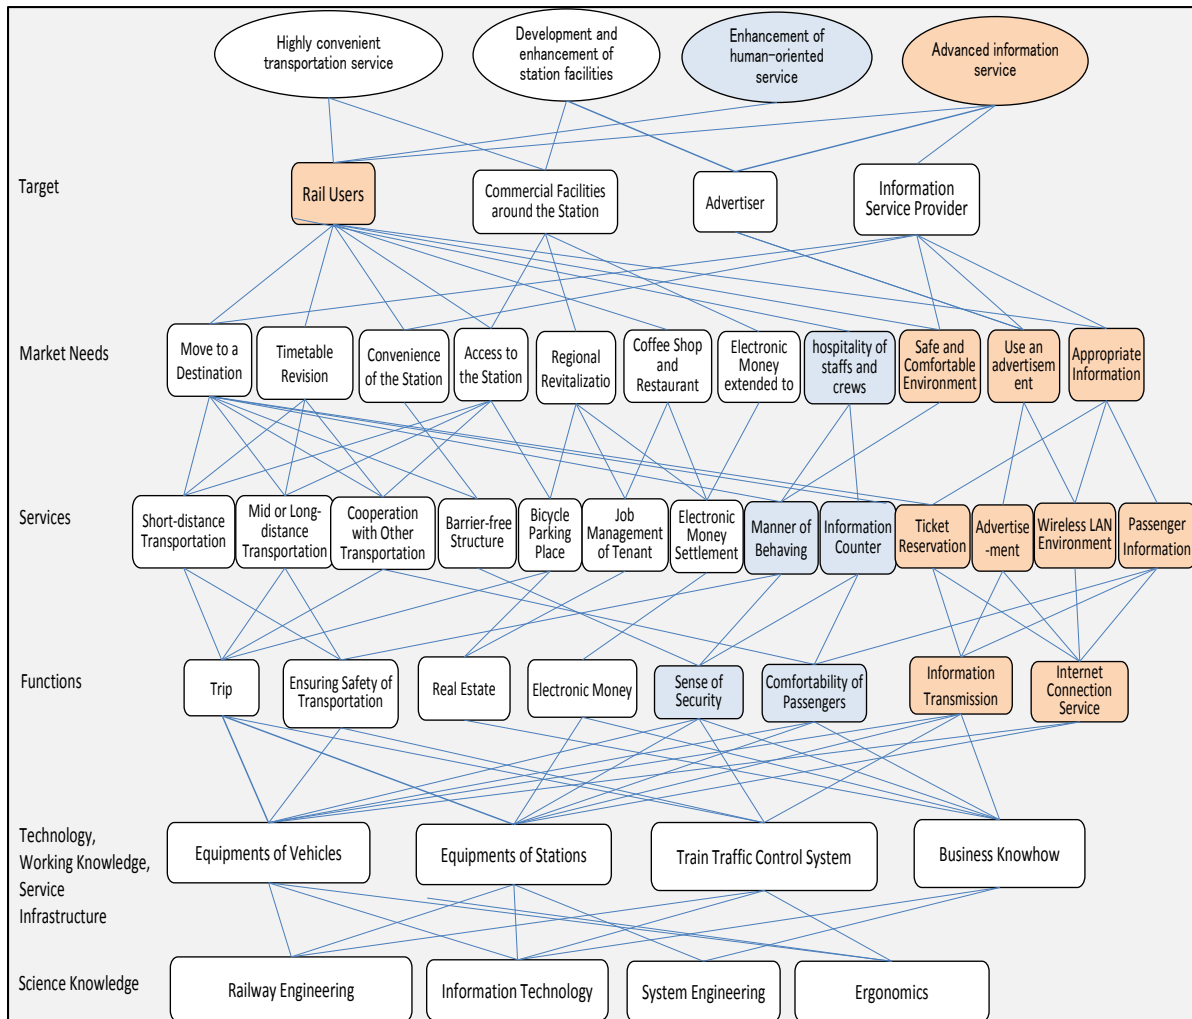 Highly convenient
transportation service
Development and
enhancement of
station facilities
Enhancement of
human-oriented
service
Advanced information
service
Target
Rail Users
Commercial Facilities
around the Station
Advertiser
Information
Service Provider
Market Needs
Move to a
Destination
Timetable
Revision
Convenience
of the Station
Access to
the Station
Regional
Revitalizatio
Coffee Shop
and
Restaurant
Electronic
Money
extended to
hospitality of
staffs and
crews
Safe and
Comfortable
Environment
Use an
advertisem
ent
Appropriate
Information
Services
Short-distance
Transportation
Mid or Long-
distance
Transportation
Cooperation
with Other
Transportation
Barrier-free
Structure
Bicycle
Parking
Place
Job
Management
of Tenant
Electronic
Money
Settlement
Manner of
Behaving
Information
Counter
Ticket
Reservation
Advertise
-ment
Wireless LAN
Environment
Passenger
Information
Functions
Trip
Ensuring Safety of
Transportation
Real Estate
Electronic Money
Sense of
Security
Comfortability of
Passengers
Information
Transmission
Internet
Connection
Service
Technology,
Working Knowledge,
Service
Infrastructure
Equipments of Vehicles
Equipments of Stations
Train Traffic Control System
Business Knowhow
Science Knowledge
Railway Engineering
Information Technology
System Engineering
Ergonomics